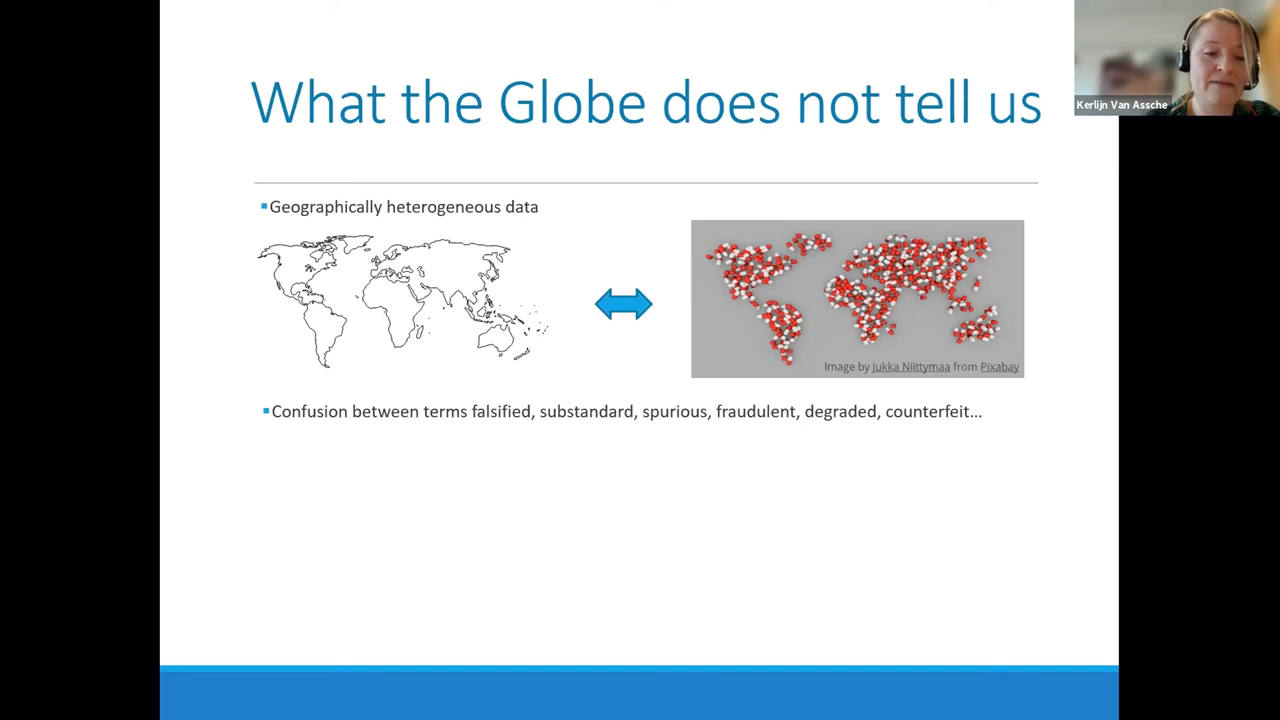 What the Globe does not tell us
Kerlijn Van Assche
Geographically heterogeneous data
Image by Jukka Niittymaa from Pixabay
Confusion between terms falsified, substandard, spurious, fraudulent, degraded, counterfeit…